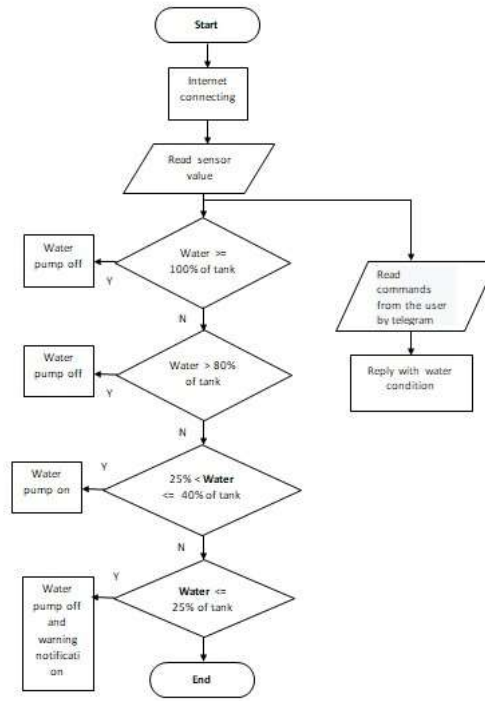 Start
Internet
connecting
Read sensor
value
Water >=
100% of tank
Water
pump off
Y
N
Read
commands
from the user
by telegram
Reply with water
condition
Water > 80%
of tank
Water
pump off
Y
N
25% < Water
<= 40% of tank
Y
Water
pump on
N
Water <=
25% of tank
Y
Water
pump off
and
warning
notificati
on
End